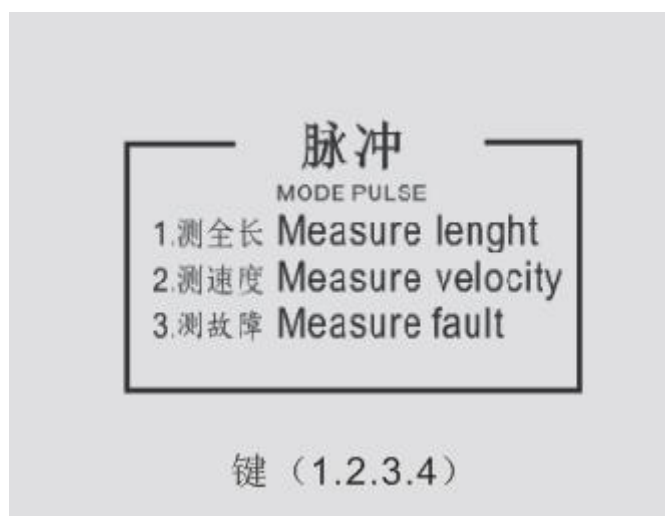 脉冲
MODE PULSE
1.测全长 Measure lenght
2.测速度 Measure velocity
3.测故障 Measure fault
键（1.2.3.4）